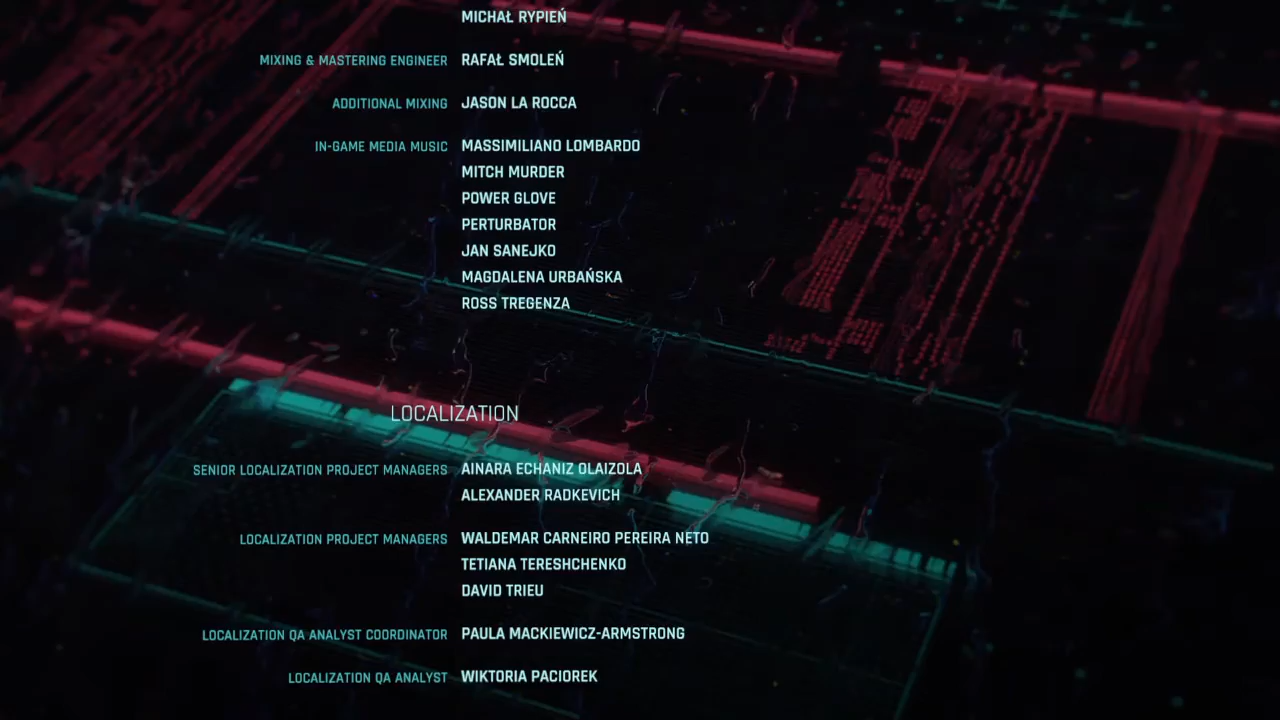 MICHAŁ RYPIEŃ
MIXING & MASTERING ENGINEER RAFAŁ SMOLEŃ
ADDITIONAL MIXING JASON LA ROCCA
IN-GAME MEDIA MUSIC MASSIMILIANO LOMBARDO
MITCH MURDER
POWER GLOVE
PERTURBATOR
JAN SANEJKO
MAGDALENA URBAŃSKA
ROSS TREGENZA
LOCALIZATION
SENIOR LOCALIZATION PROJECT MANAGERS AINARA ECHANIZ OLAIZOLA
ALEXANDER RADKEVICH
LOCALIZATION PROJECT MANAGERS WALDEMAR CARNEIRO PEREIRA NETO
TETIANA TERESHCHENKO
DAVID TRIEU
LOCALIZATION QA ANALYST COORDINATOR PAULA MACKIEWICZ-ARMSTRONG
LOCALIZATION QA ANALYST WIKTORIA PACIOREK